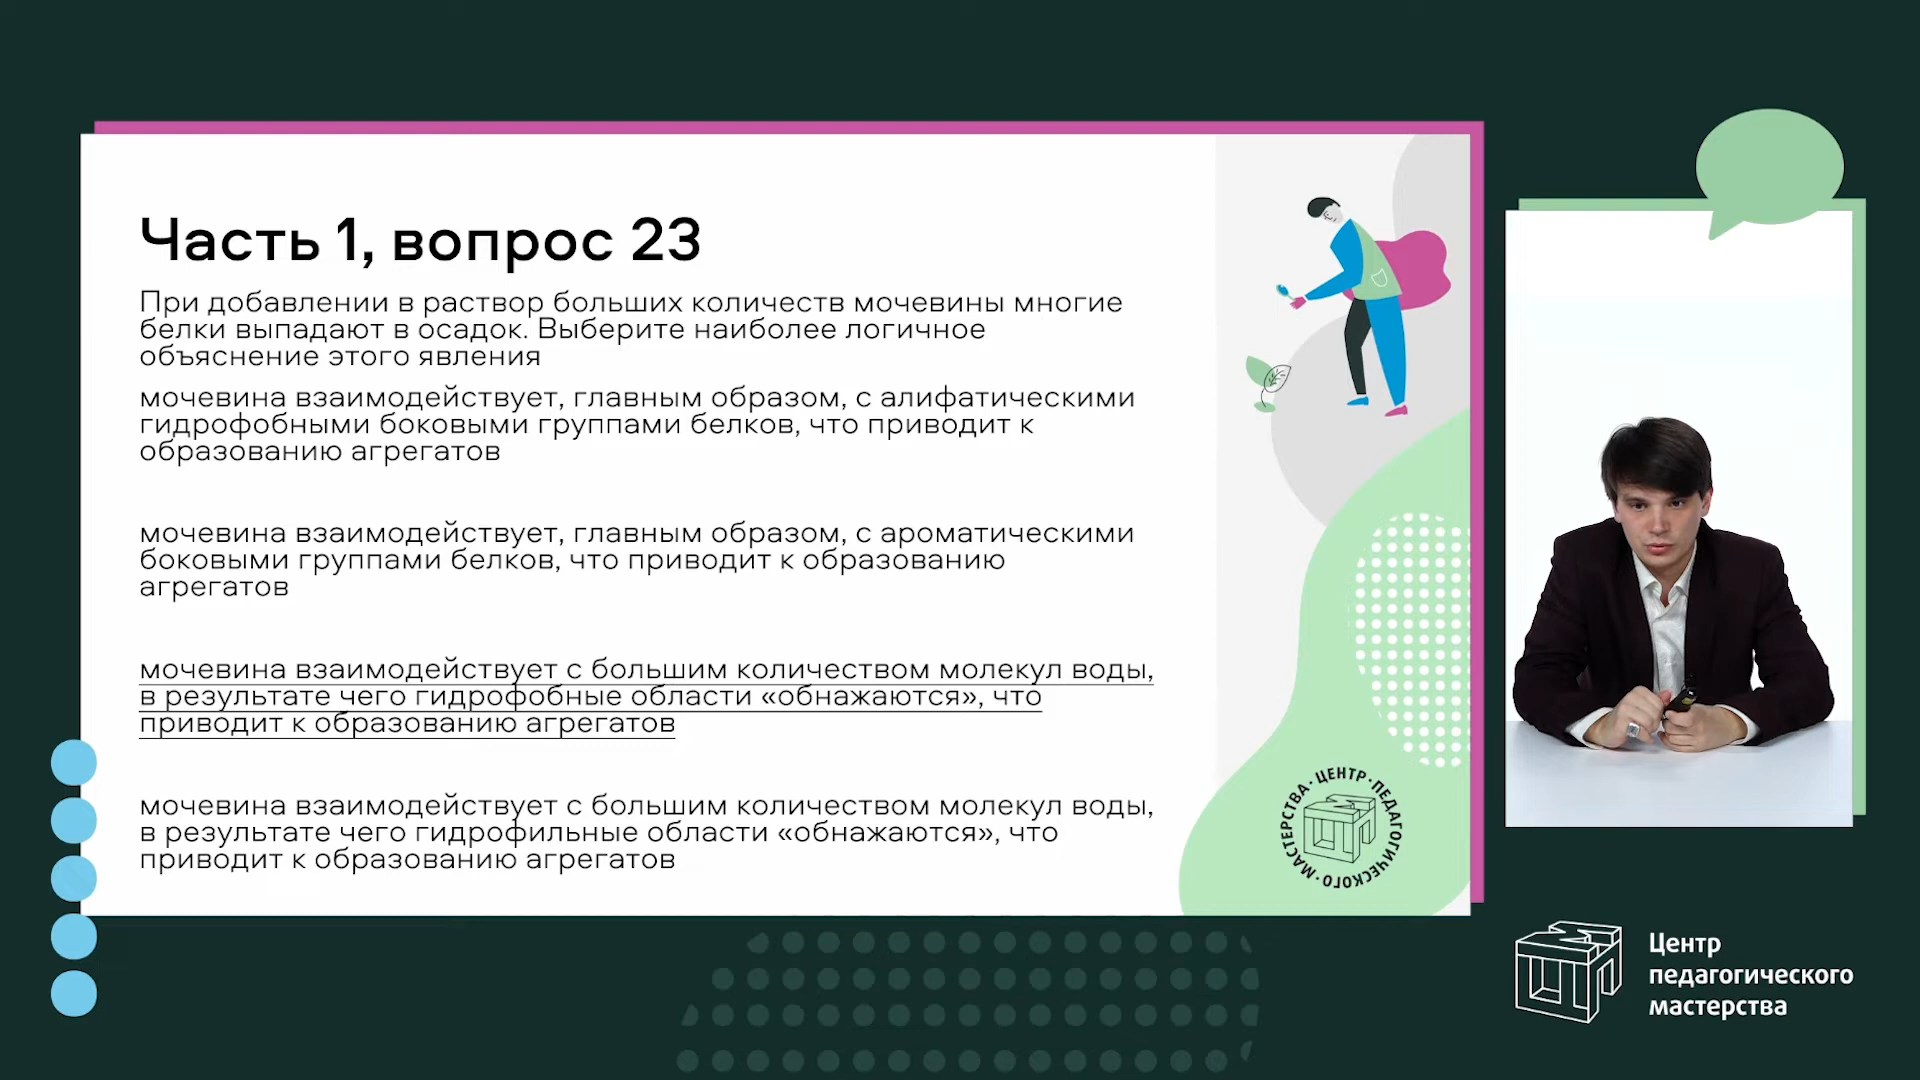 Часть 1, вопрос 23
При добавлении в раствор больших количеств мочевины многие
белки выпадают в осадок. Выберите наиболее логичное
объяснение этого явления
мочевина взаимодействует, главным образом, с алифатическими
гидрофобными боковыми группами белков, что приводит к
образованию агрегатов
мочевина взаимодействует, главным образом, с ароматическими
боковыми группами белков, что приводит к образованию
агрегатов
мочевина взаимодействует с большим количеством молекул воды,
в результате чего гидрофобные области «обнажаются», что
приводит к образованию агрегатов
мочевина взаимодействует с большим количеством молекул воды,
в результате чего гидрофильные области «обнажаются», что
приводит к образованию агрегатов
ЦЕНТР · ПЕДАГОГИЧЕСКОГО · МАСТЕРСТВА ·
Центр
педагогического
мастерства